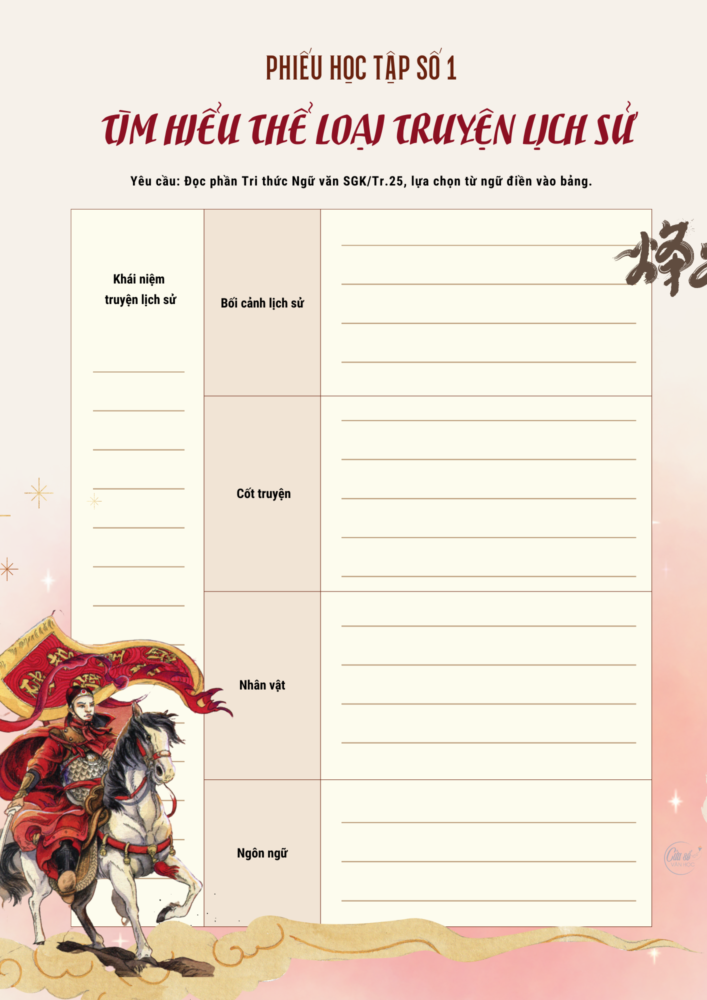 PHIẾU HỌC TẬP SỐ 1
TÌM HIỂU THỂ LOẠI TRUYỆN LỊCH SỬ
Yêu cầu: Đọc phần Tri thức Ngữ văn SGK/Tr.25, lựa chọn từ ngữ điền vào bảng.
Khái niệm
truyện lịch sử
Bối cảnh lịch sử
Cốt truyện
Nhân vật
Ngôn ngữ
Cửa sổ
VĂN HỌC